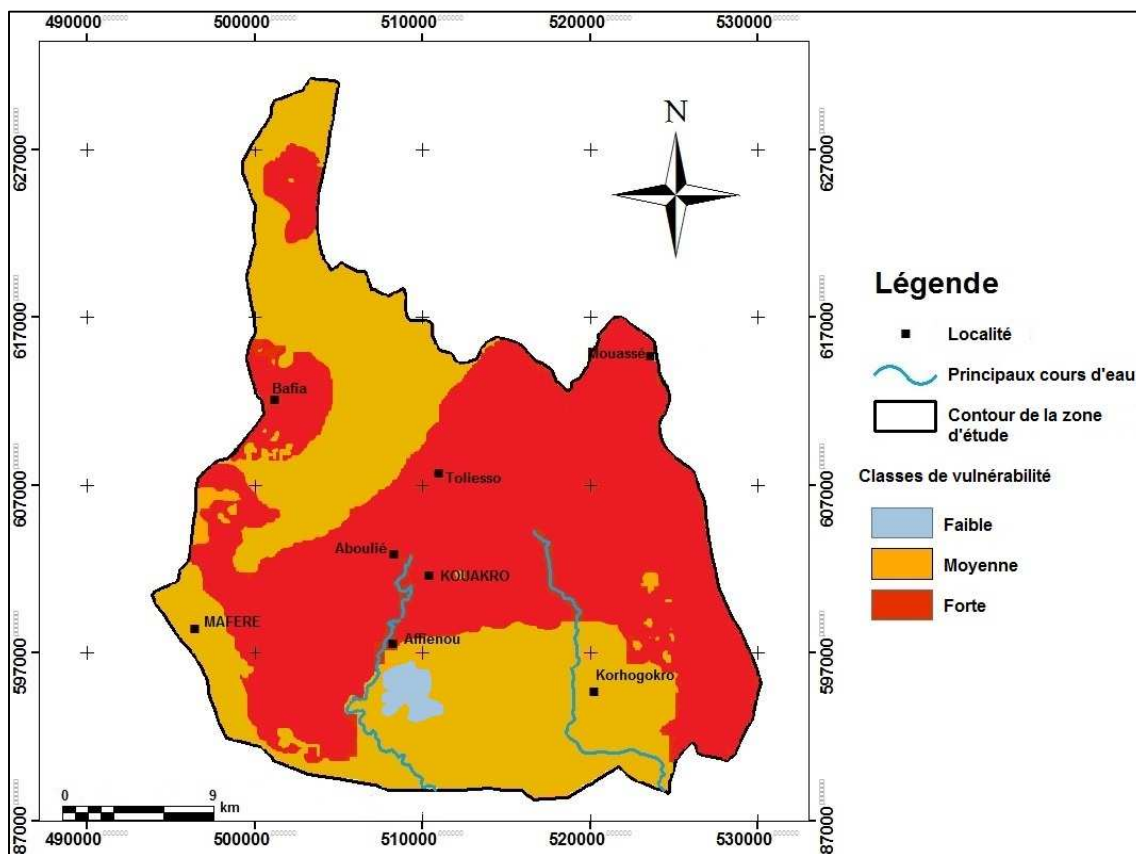 490000
500000
510000
520000
530000
627000
617000
607000
597000
87000
627000
617000
607000
597000
87000
N
Bafia
Mouassé
Toliesso
Aboulié
KOUAKRO
MAFERE
Affienou
Korhogokro
0 9
km
490000
500000
510000
520000
530000
Légende
Localité
Principaux cours d'eau
Contour de la zone
d'étude
Classes de vulnérabilité
Faible
Moyenne
Forte